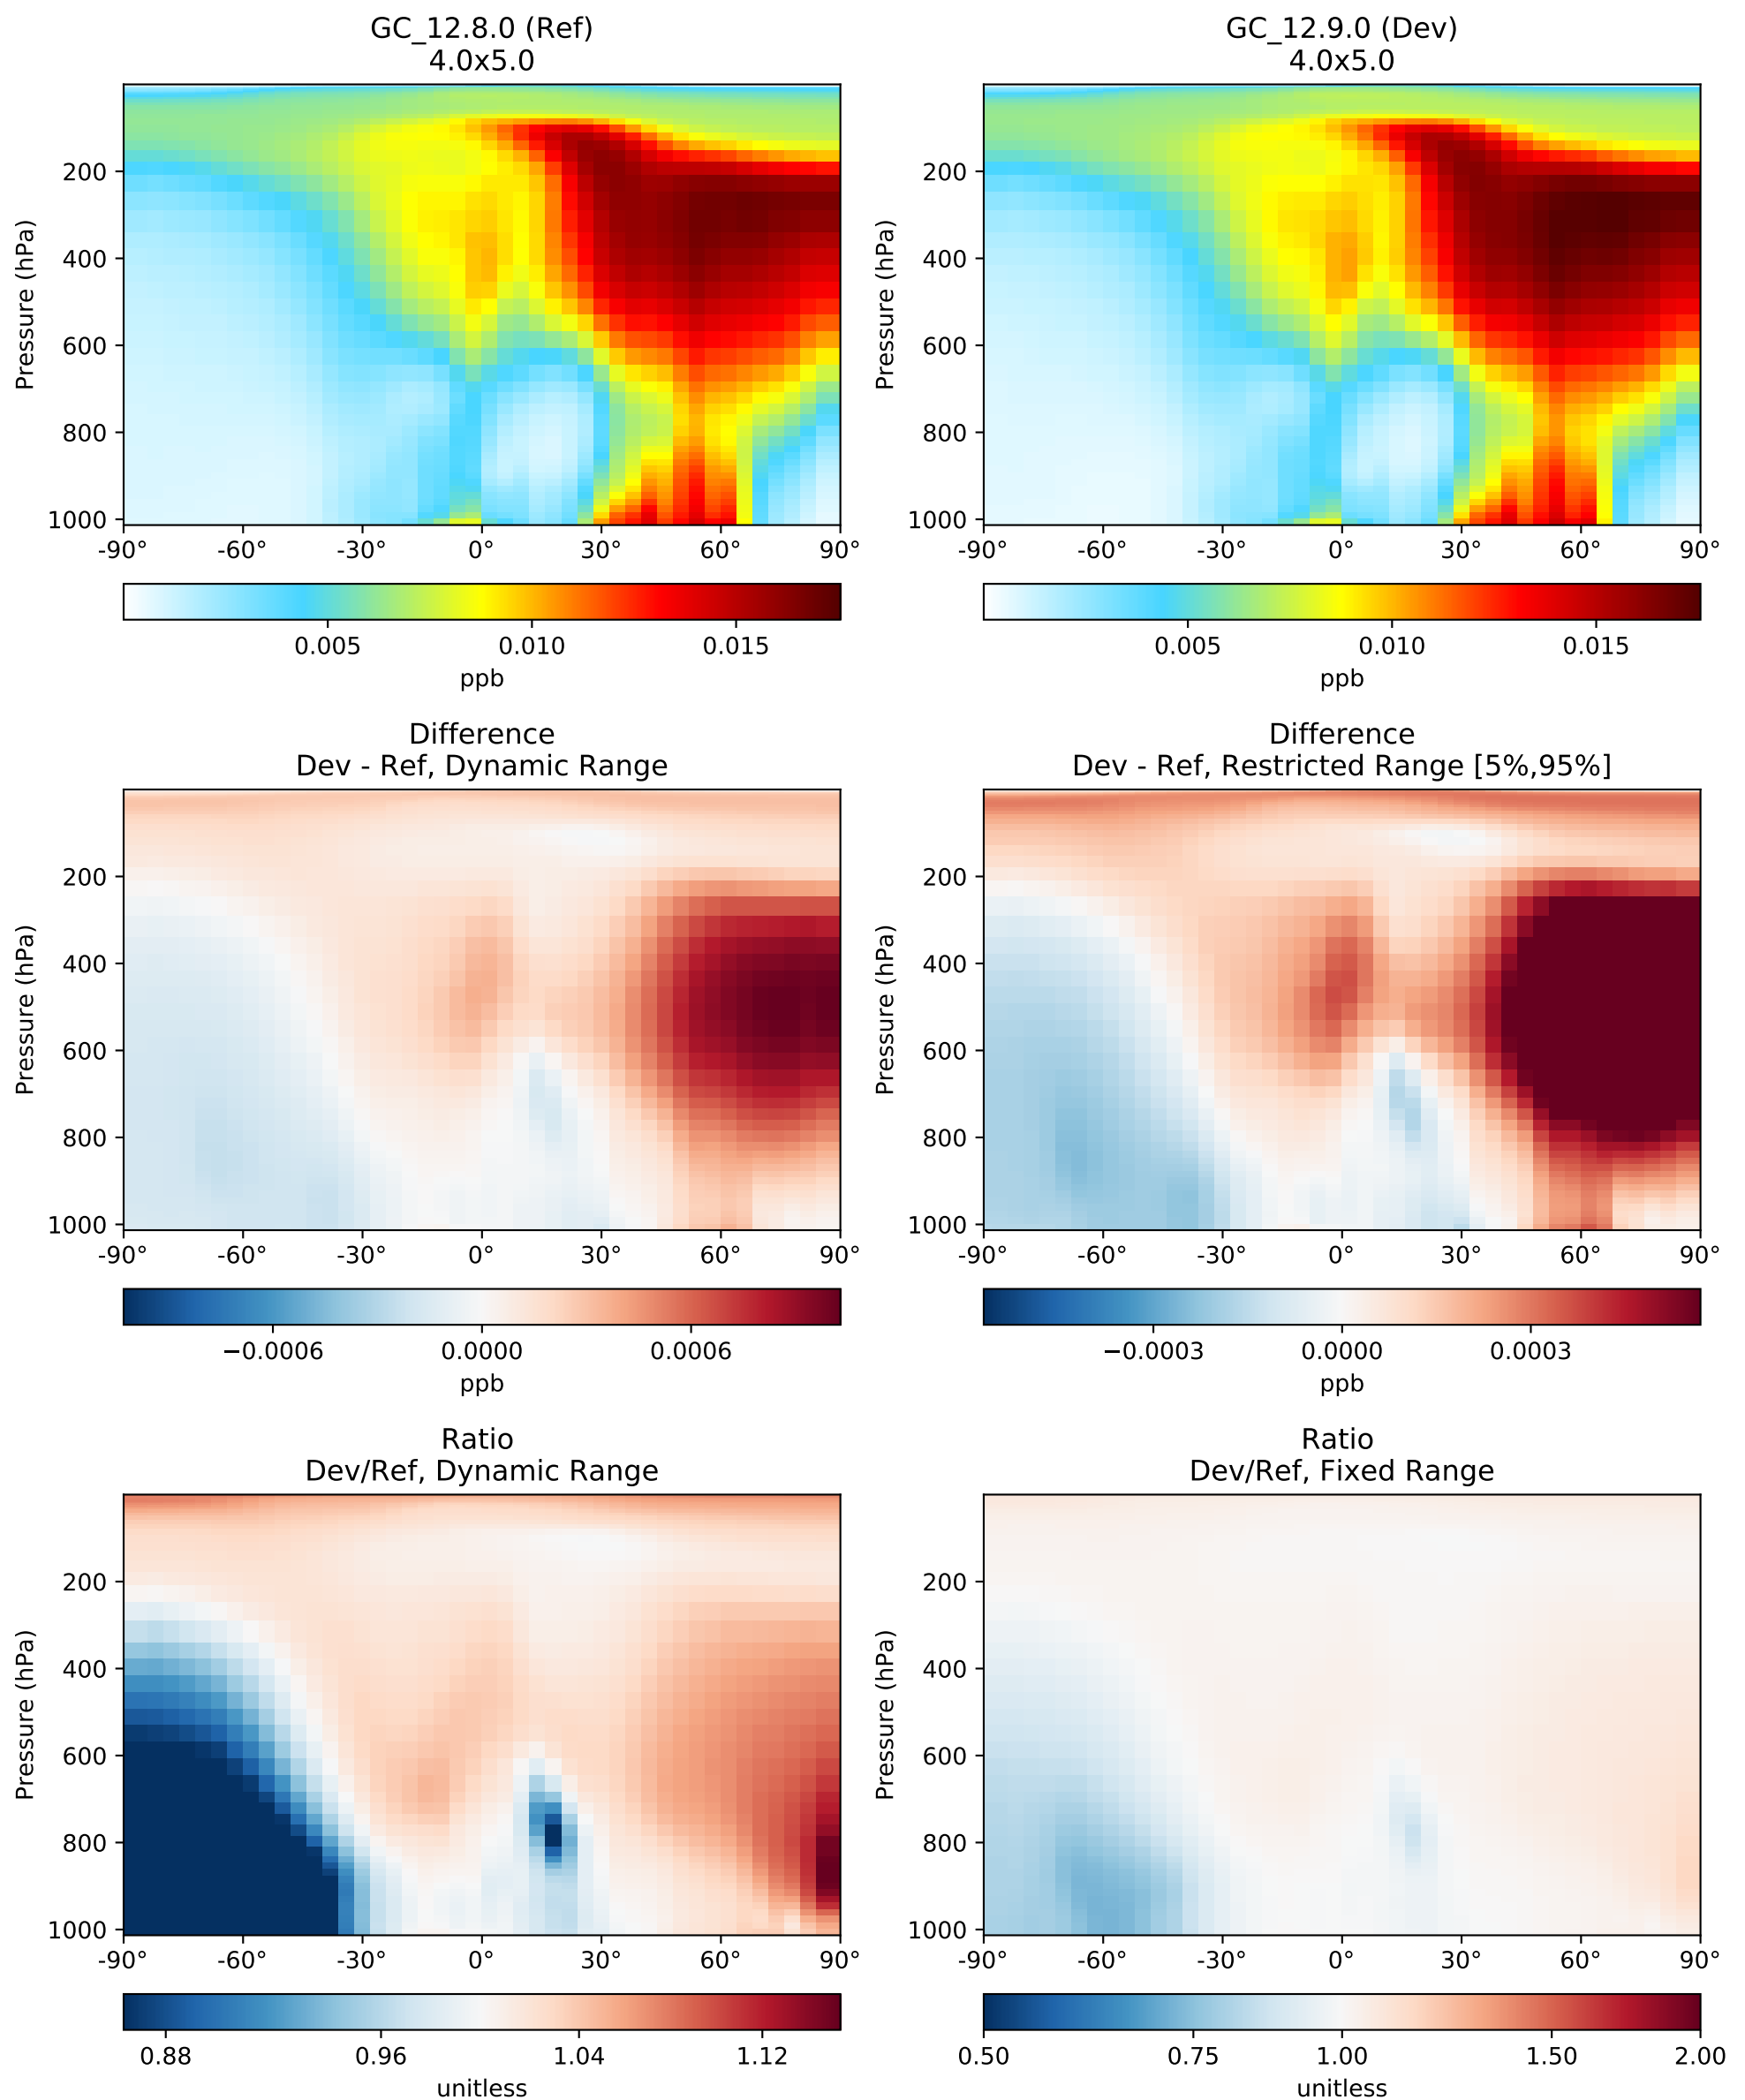 GC_12.8.0 (Ref)
4.0x5.0
Pressure (hPa)
200
400
600
800
1000
-90° -60° -30° 0° 30° 60° 90°
0.005 0.010 0.015
ppb
GC_12.9.0 (Dev)
4.0x5.0
Pressure (hPa)
200
400
600
800
1000
-90° -60° -30° 0° 30° 60° 90°
0.005 0.010 0.015
ppb
Difference
Dev - Ref, Dynamic Range
Pressure (hPa)
200
400
600
800
1000
-90° -60° -30° 0° 30° 60° 90°
−0.0006 0.0000 0.0006
ppb
Difference
Dev - Ref, Restricted Range [5%,95%]
Pressure (hPa)
200
400
600
800
1000
-90° -60° -30° 0° 30° 60° 90°
−0.0003 0.0000 0.0003
ppb
Ratio
Dev/Ref, Dynamic Range
Pressure (hPa)
200
400
600
800
1000
-90° -60° -30° 0° 30° 60° 90°
0.88 0.96 1.04 1.12
unitless
Ratio
Dev/Ref, Fixed Range
Pressure (hPa)
200
400
600
800
1000
-90° -60° -30° 0° 30° 60° 90°
0.50 0.75 1.00 1.50 2.00
unitless